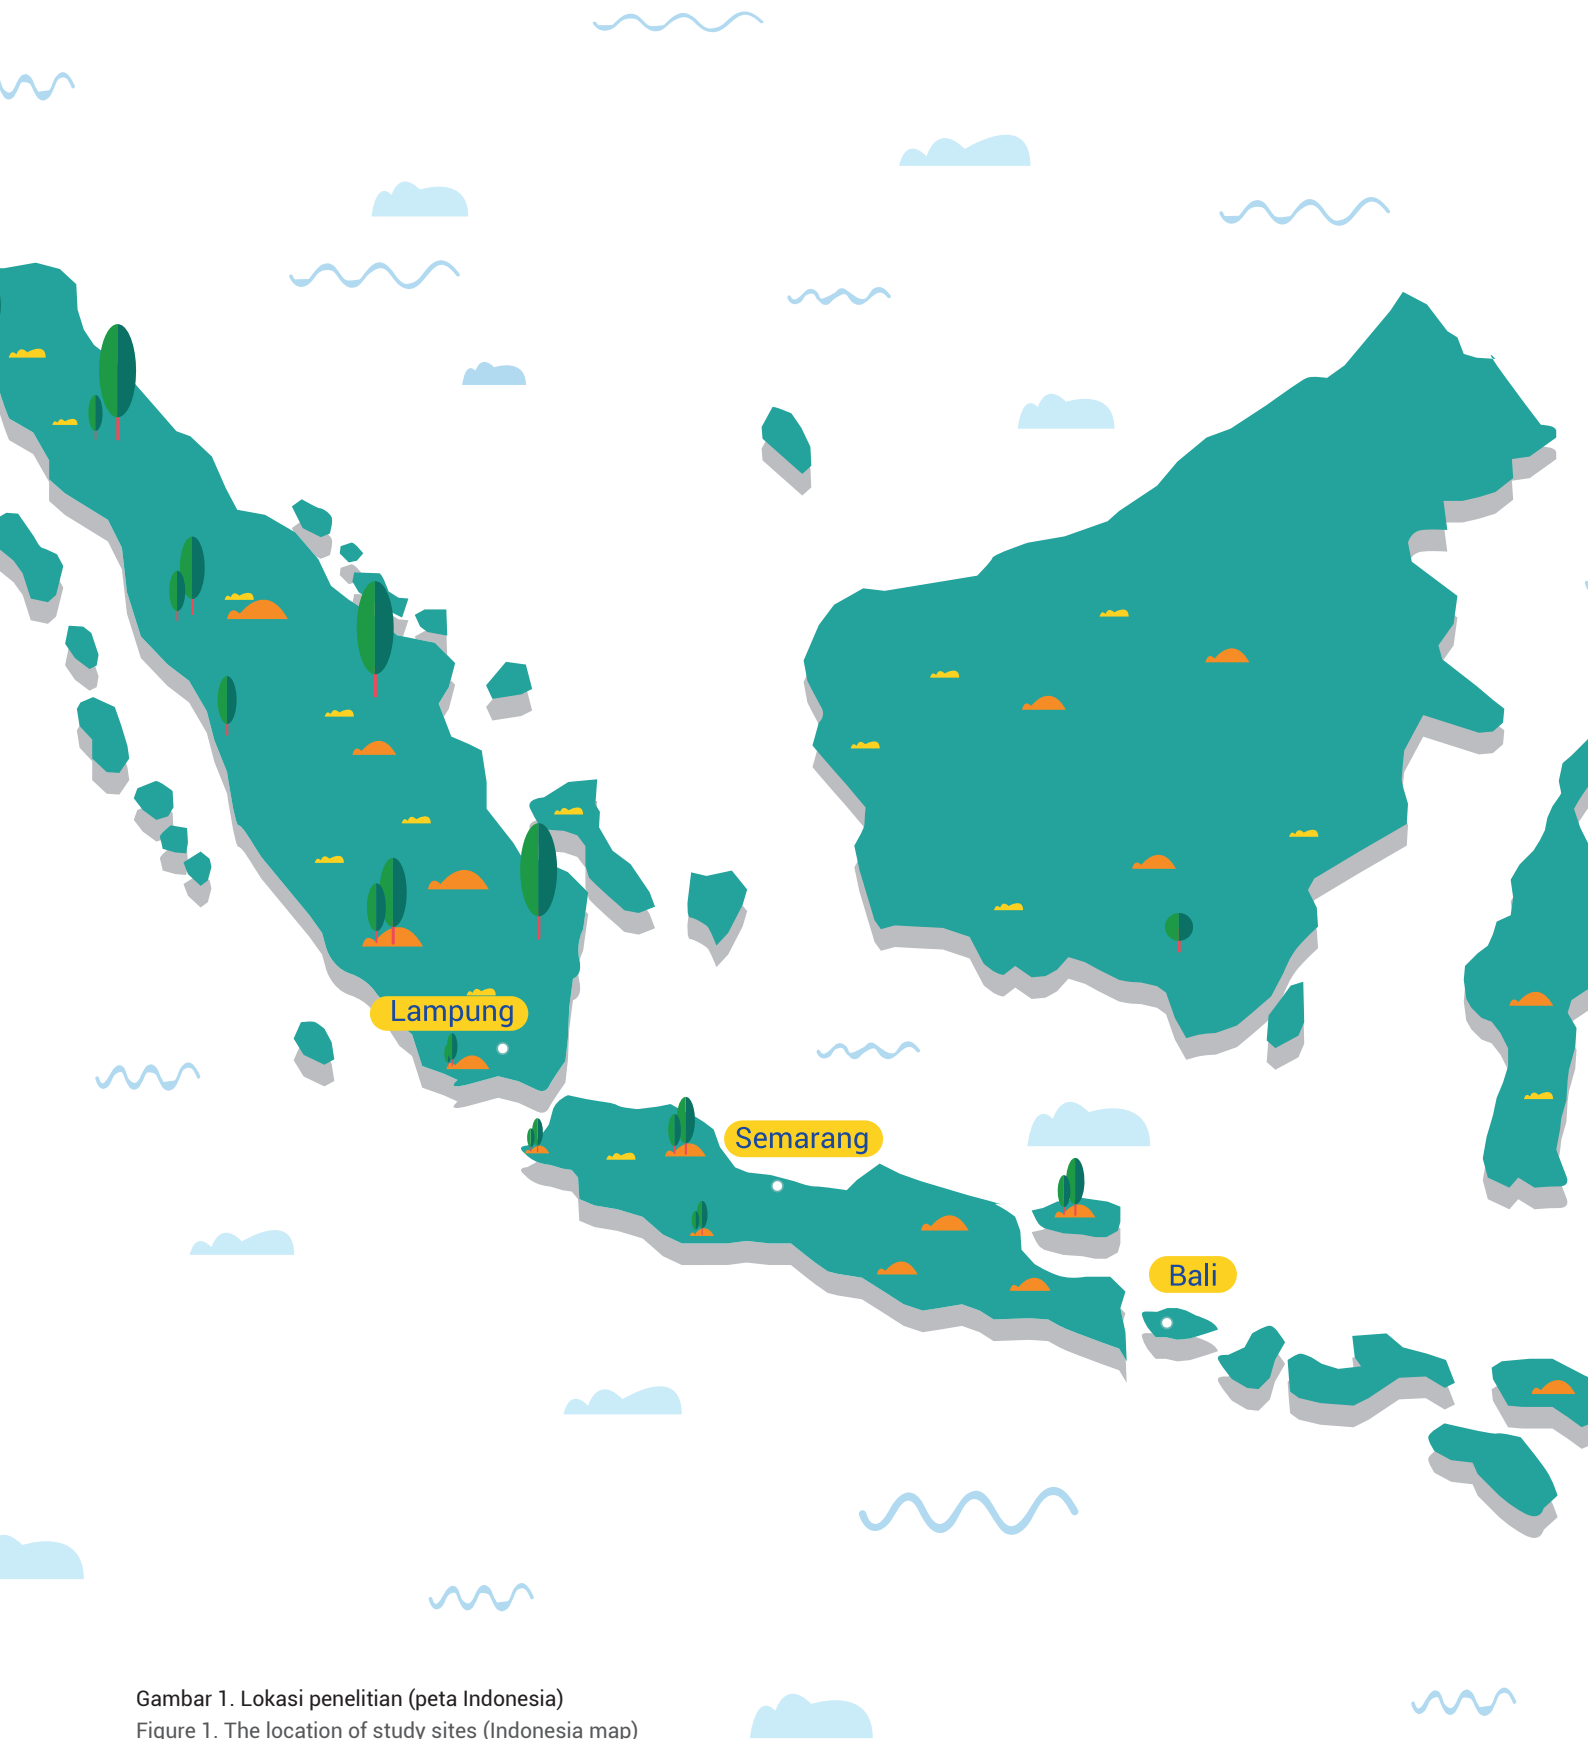 Lampung
Semarang
Bali
Gambar 1. Lokasi penelitian (peta Indonesia)
Figure 1. The location of study sites (Indonesia map)